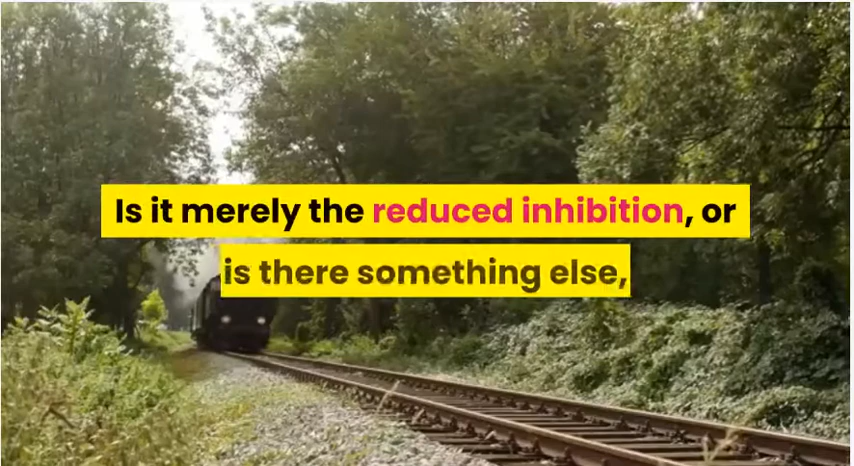 Is it merely the reduced inhibition, or
is there something else,